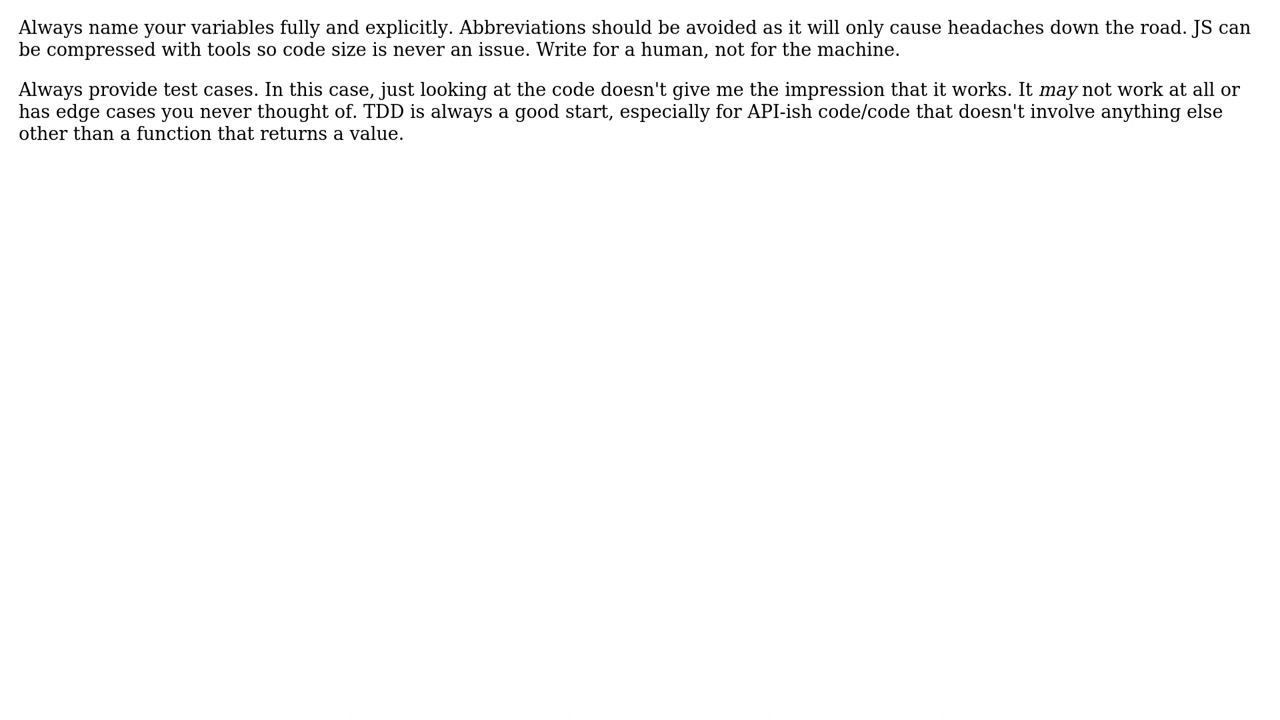 Always name your variables fully and explicitly. Abbreviations should be avoided as it will only cause headaches down the road. JS can
be compressed with tools so code size is never an issue. Write for a human, not for the machine.
Always provide test cases. In this case, just looking at the code doesn't give me the impression that it works. It may not work at all or
has edge cases you never thought of. TDD is always a good start, especially for API-ish code/code that doesn't involve anything else
other than a function that returns a value.